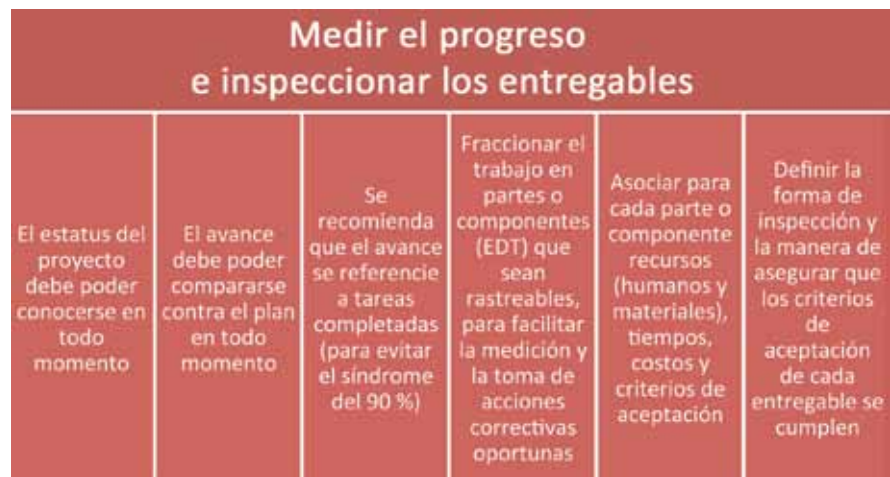 Medir el progreso
e inspeccionar los entregables
El estatus del
proyecto
debe poder
conocerse en
todo
momento
El avance
debe poder
compararse
contra el plan
en todo
momento
Se
recomienda
que el avance
se referencie
a tareas
completadas
(para evitar
el síndrome
del 90 %)
Fraccionar el
trabajo en
partes o
componentes
(EDT) que
sean
rastreables,
para facilitar
la medición y
la toma de
acciones
correctivas
oportunas
Asociar para
cada parte o
componente
recursos
(humanos y
materiales),
tiempos,
costos y
criterios de
aceptación
Definir la
forma de
inspección y
la manera de
asegurar que
los criterios
de
aceptación
de cada
entregable se
cumplen